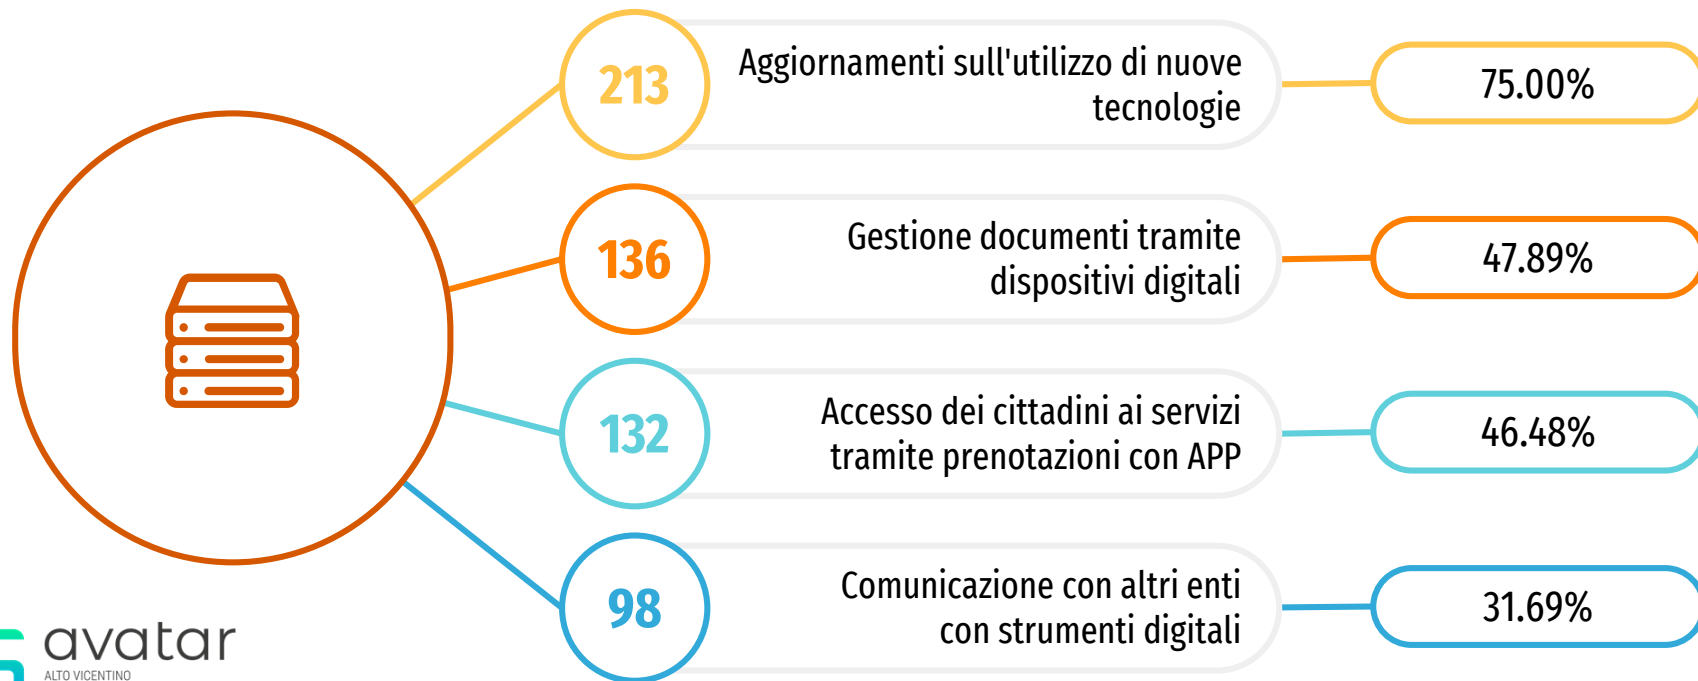 213
Aggiornamenti sull'utilizzo di nuove
tecnologie
75.00%
136
Gestione documenti tramite
dispositivi digitali
47.89%
132
Accesso dei cittadini ai servizi
tramite prenotazioni con APP
46.48%
98
Comunicazione con altri enti
con strumenti digitali
31.69%
avatar
ALTO VICENTINO